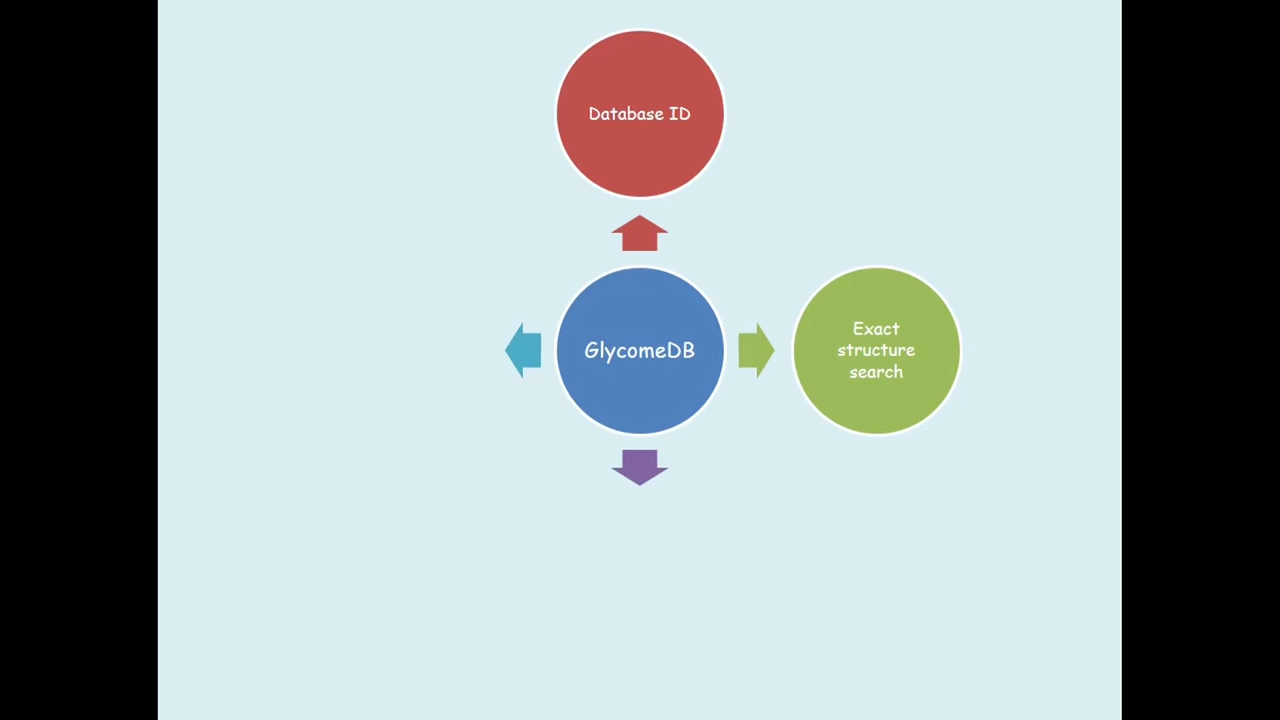 Database ID
GlycomeDB
Exact
structure
search